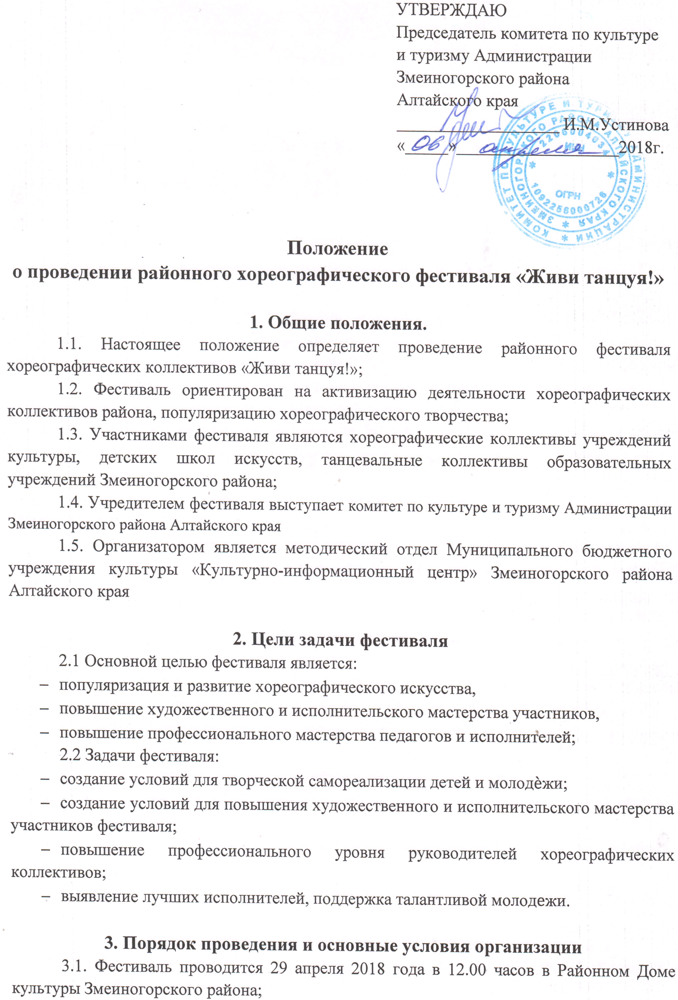 УТВЕРЖДАЮ
Председатель комитета по культуре
и туризму Администрации
Змеиногорского района
Алтайского края
____________________ И.М.Устинова
«_06_»_апреля_2018г.
КОМИТЕТ ПО КУЛЬТУРЕ И ТУРИЗМУ АДМИНИСТРАЦИИ *
ЗМЕИНОГОРСКОГО РАЙОНА АЛТАЙСКОГО КРАЯ *
* 2206004034 *
ИНН
ОГРН
1092256000726
Положение
о проведении районного хореографического фестиваля «Живи танцуя!»
1. Общие положения.
1.1. Настоящее положение определяет проведение районного фестиваля
хореографических коллективов «Живи танцуя!»;
1.2. Фестиваль ориентирован на активизацию деятельности хореографических
коллективов района, популяризацию хореографического творчества;
1.3. Участниками фестиваля являются хореографические коллективы учреждений
культуры, детских школ искусств, танцевальные коллективы образовательных
учреждений Змеиногорского района;
1.4. Учредителем фестиваля выступает комитет по культуре и туризму Администрации
Змеиногорского района Алтайского края
1.5. Организатором является методический отдел Муниципального бюджетного
учреждения культуры «Культурно-информационный центр» Змеиногорского района
Алтайского края
2. Цели задачи фестиваля
2.1 Основной целью фестиваля является:
– популяризация и развитие хореографического искусства,
– повышение художественного и исполнительского мастерства участников,
– повышение профессионального мастерства педагогов и исполнителей;
2.2 Задачи фестиваля:
– создание условий для творческой самореализации детей и молодѐжи;
– создание условий для повышения художественного и исполнительского мастерства
участников фестиваля;
– повышение профессионального уровня руководителей хореографических
коллективов;
– выявление лучших исполнителей, поддержка талантливой молодежи.
3. Порядок проведения и основные условия организации
3.1. Фестиваль проводится 29 апреля 2018 года в 12.00 часов в Районном Доме
культуры Змеиногорского района;